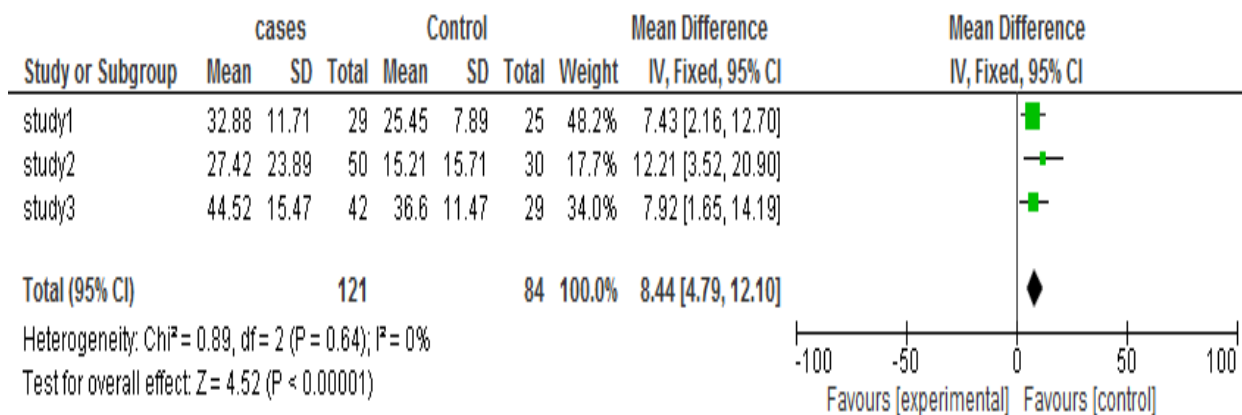 cases Control Mean Difference Mean Difference
Study or Subgroup Mean SD Total Mean SD Total Weight IV, Fixed, 95% CI IV, Fixed, 95% CI
study1 32.88 11.71 29 25.45 7.89 25 48.2% 7.43 [2.16, 12.70]
study2 27.42 23.89 50 15.21 15.71 30 17.7% 12.21 [3.52, 20.90]
study3 44.52 15.47 42 36.6 11.47 29 34.0% 7.92 [1.65, 14.19]
Total (95% CI) 121 84 100.0% 8.44 [4.79, 12.10]
Heterogeneity: Chi² = 0.89, df = 2 (P = 0.64); I² = 0%
Test for overall effect: Z = 4.52 (P < 0.00001)
-100 -50 0 50 100
Favours [experimental] Favours [control]